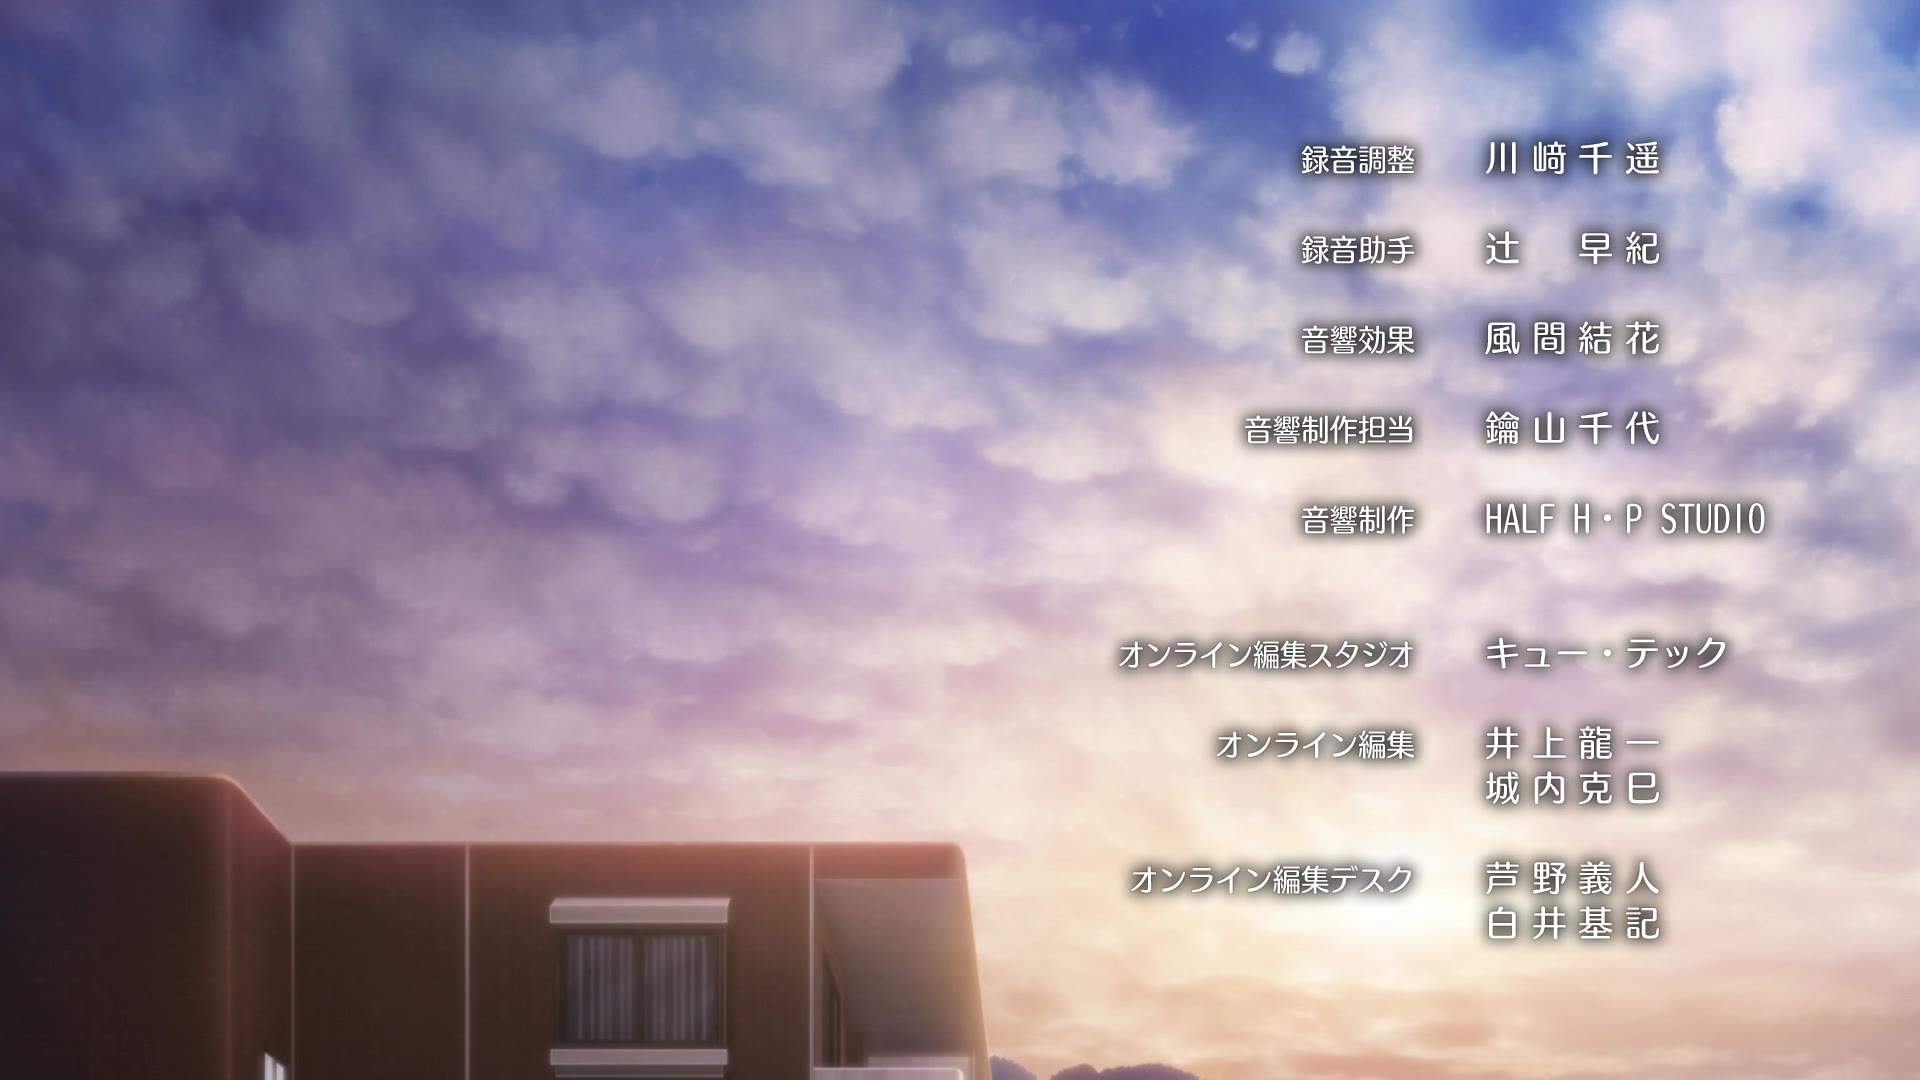 録音調整 川﨑千遥
録音助手 辻 早紀
音響効果 風間結花
音響制作担当 鑰山千代
音響制作 HALF H・P STUDIO
オンライン編集スタジオ キュー・テック
オンライン編集 井上龍一
城内克巳
オンライン編集デスク 芦野義人
白井基記